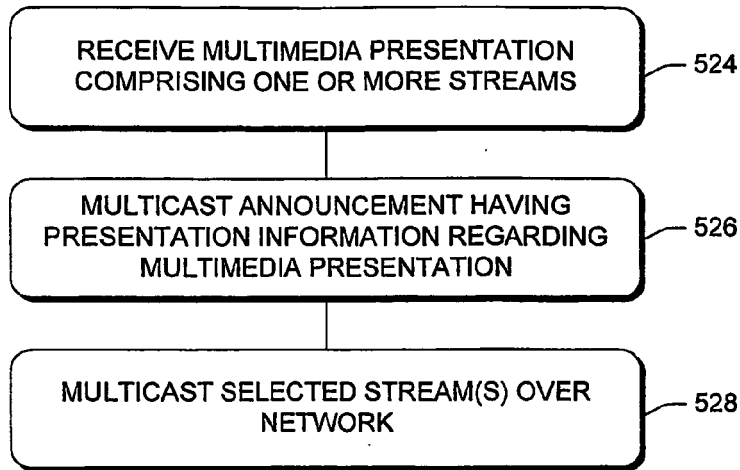 RECEIVE MULTIMEDIA PRESENTATION
COMPRISING ONE OR MORE STREAMS
524
MULTICAST ANNOUNCEMENT HAVING
PRESENTATION INFORMATION REGARDING
MULTIMEDIA PRESENTATION
526
MULTICAST SELECTED STREAM(S) OVER
NETWORK
528